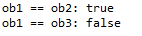 ob1 == ob2: true
ob1 == ob3: false